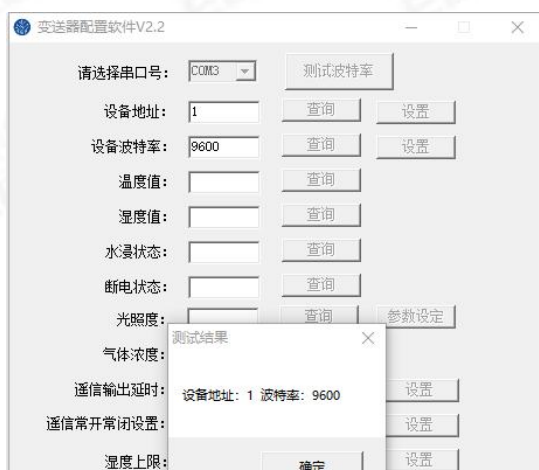 变送器配置软件V2.2
请选择串口号： COM3 测试波特率
设备地址： 1 查询 设置
设备波特率： 9600 查询 设置
温度值： 查询
湿度值： 查询
水浸状态： 查询
断电状态： 查询
光照度： 查询 参数设定
测试结果
气体浓度：
设备地址：1 波特率：9600
遥信输出延时： 设置
遥信常开常闭设置： 设置
湿度上限： 设置
确定